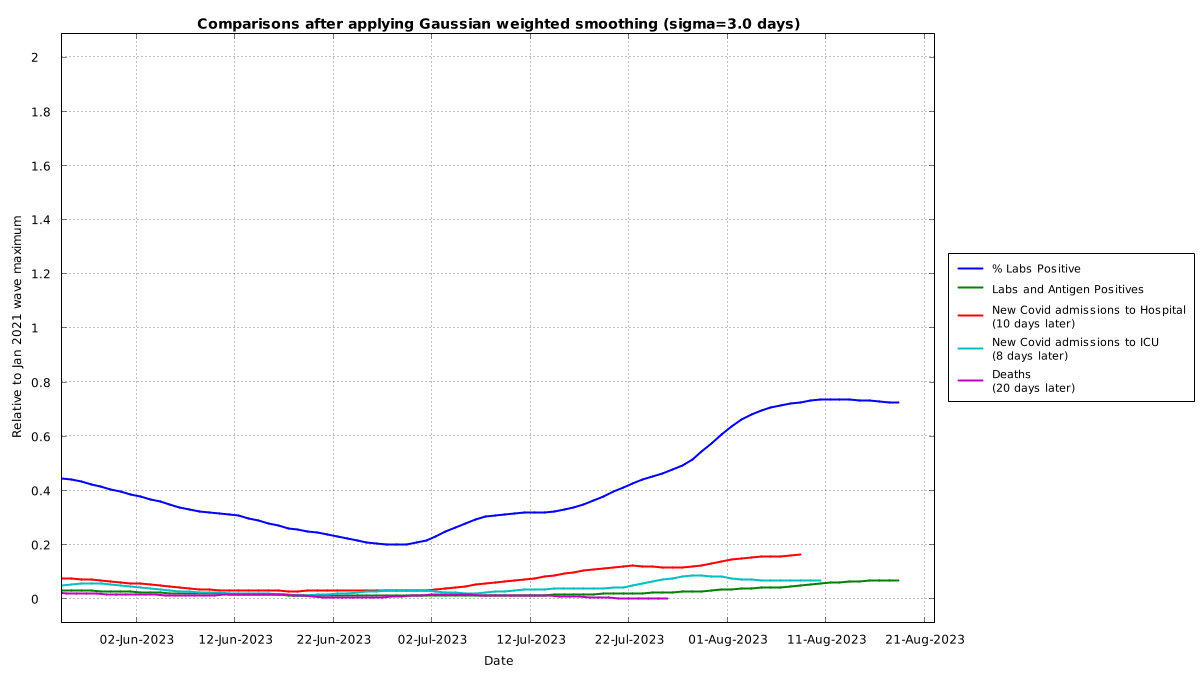 Comparisons after applying Gaussian weighted smoothing (sigma=3.0 days)
Relative to Jan 2021 wave maximum
2
1.8
1.6
1.4
1.2
1
0.8
0.6
0.4
0.2
0
02-Jun-2023 12-Jun-2023 22-Jun-2023 02-Jul-2023 12-Jul-2023 22-Jul-2023 01-Aug-2023 11-Aug-2023 21-Aug-2023
Date
% Labs Positive
Labs and Antigen Positives
New Covid admissions to Hospital
(10 days later)
New Covid admissions to ICU
(8 days later)
Deaths
(20 days later)